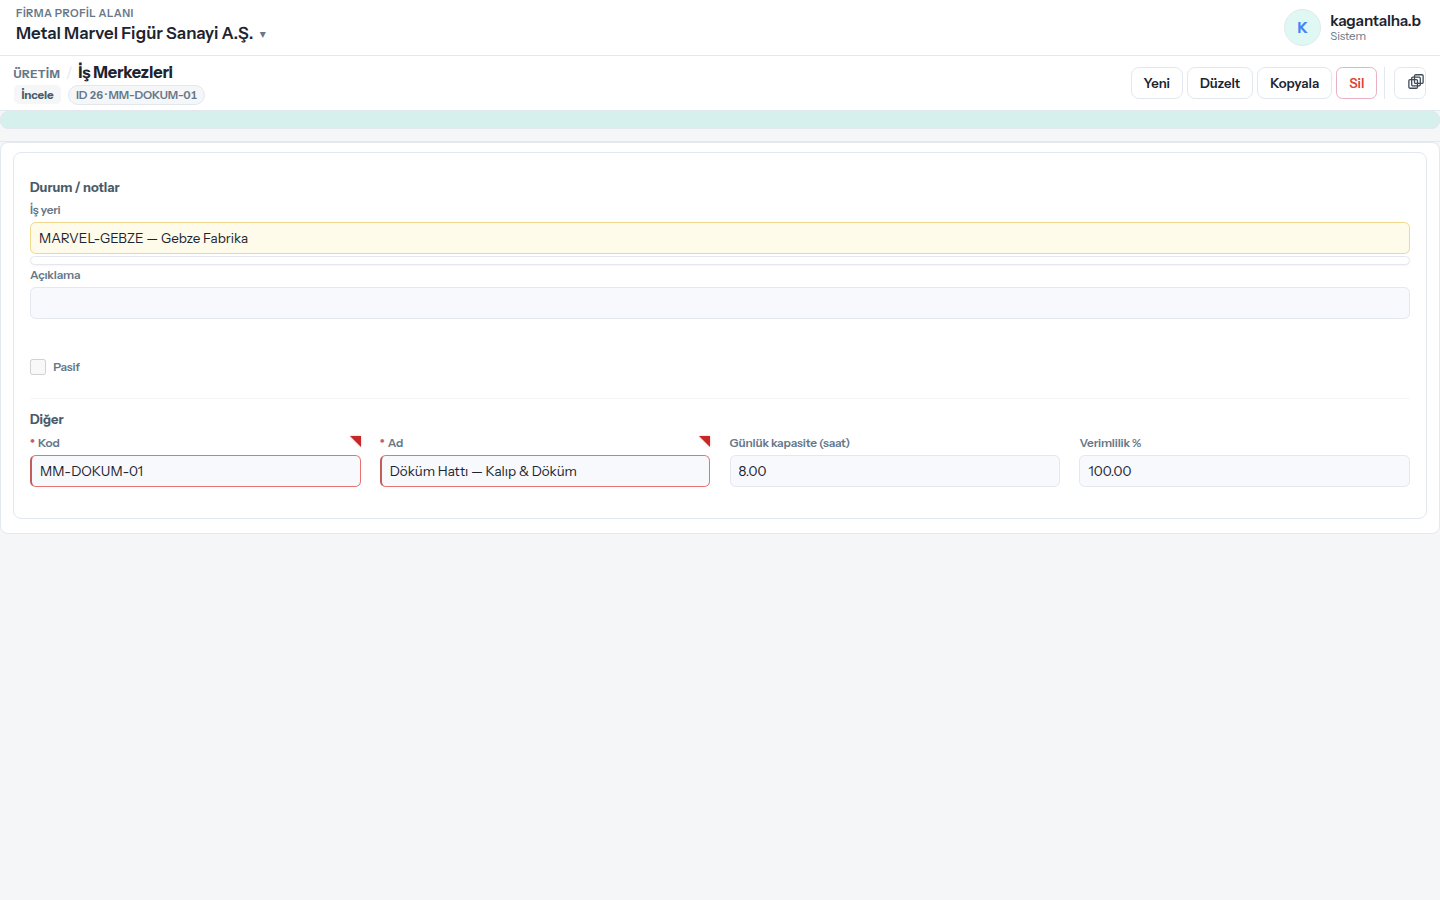 FİRMA PROFİL ALANI
Metal Marvel Figür Sanayi A.Ş. ▾
K
kagantalha.b
Sistem
ÜRETİM / İş Merkezleri
İncele
ID 26·MM-DOKUM-01
Yeni
Düzelt
Kopyala
Sil
Durum / notlar
İş yeri
MARVEL-GEBZE — Gebze Fabrika
Açıklama
Pasif
Diğer
* Kod
* Ad
Günlük kapasite (saat)
Verimlilik %
MM-DOKUM-01
Döküm Hattı — Kalıp & Döküm
8.00
100.00